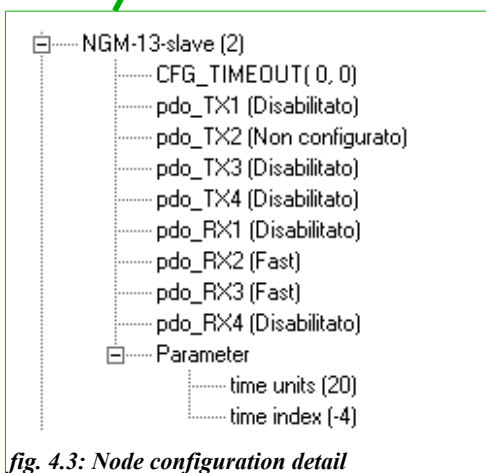 NGM-13-slave (2)
CFG_TIMEOUT( 0, 0)
pdo_TX1 (Disabilitato)
pdo_TX2 (Non configurato)
pdo_TX3 (Disabilitato)
pdo_TX4 (Disabilitato)
pdo_RX1 (Disabilitato)
pdo_RX2 (Fast)
pdo_RX3 (Fast)
pdo_RX4 (Disabilitato)
Parameter
time units (20)
time index (-4)
fig. 4.3: Node configuration detail